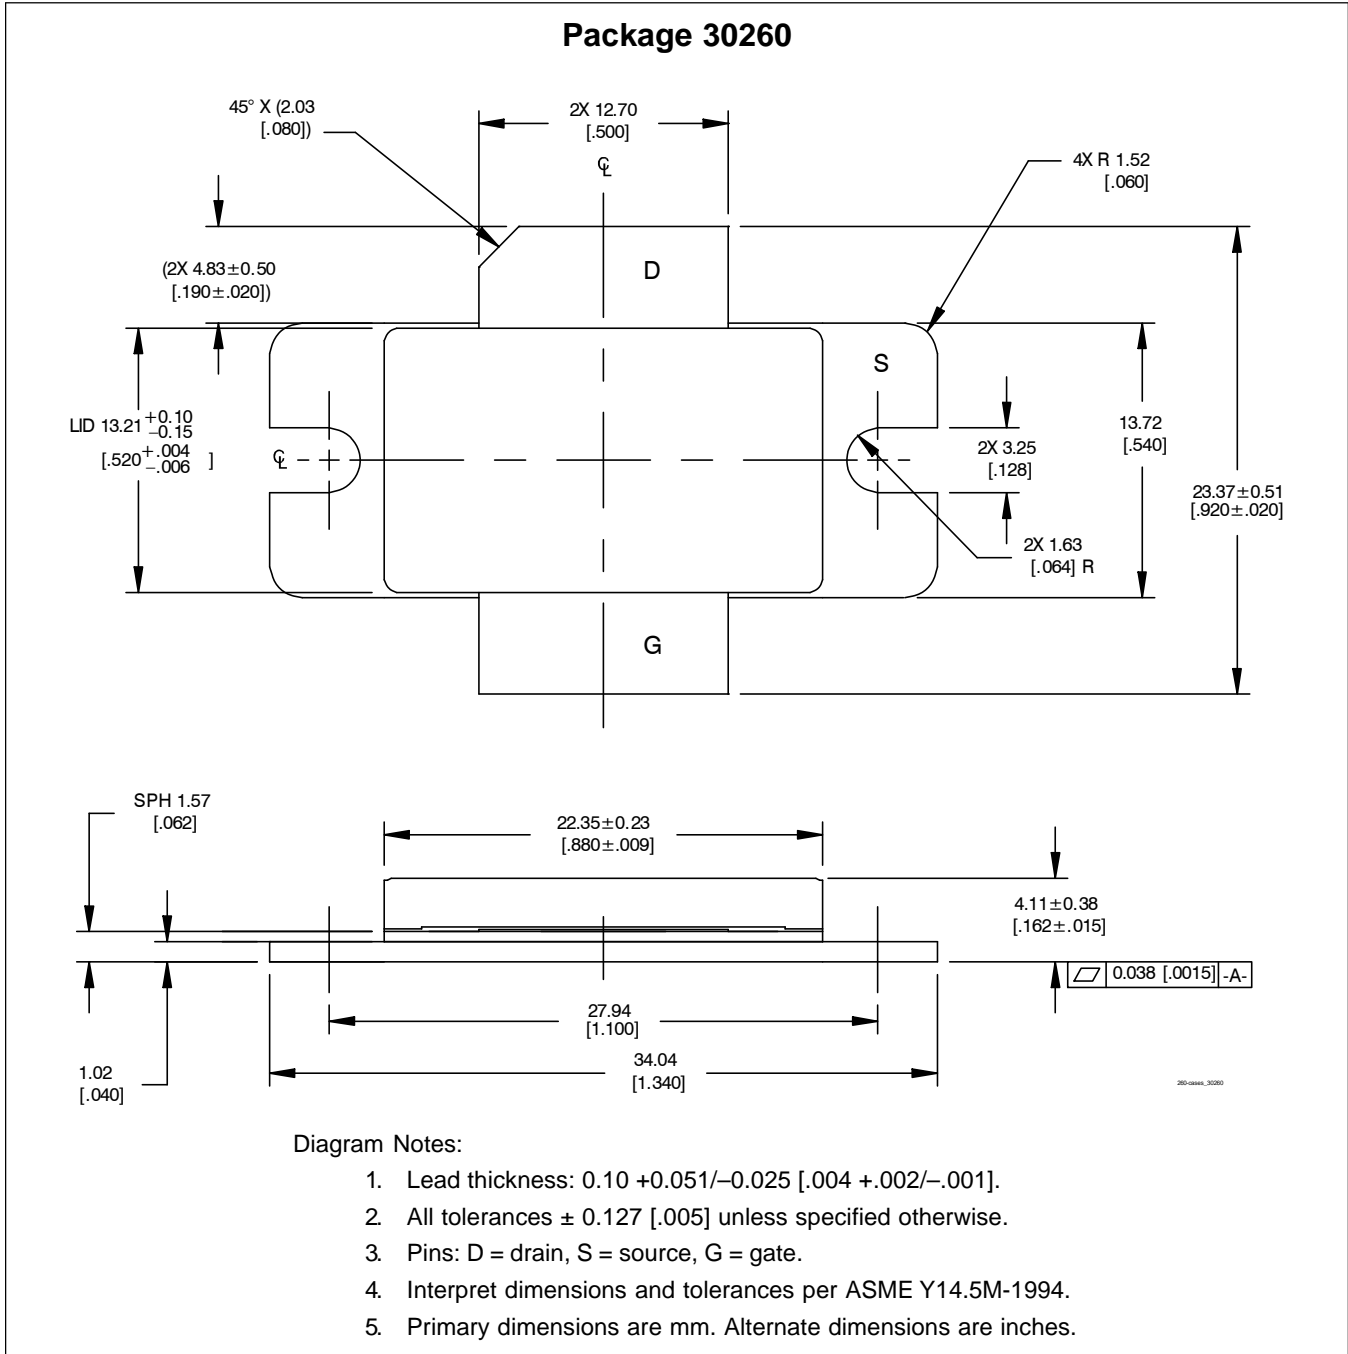 Package 30260
45° X (2.03
[.080])
2X 12.70
[.500]
℄
4X R 1.52
[.060]
(2X 4.83±0.50
[.190±.020])
D
S
LID 13.21 +0.10
–0.15
[.520 +.004
–.006 ]
℄
2X 3.25
[.128]
13.72
[.540]
23.37±0.51
[.920±.020]
2X 1.63
[.064] R
G
SPH 1.57
[.062]
22.35±0.23
[.880±.009]
4.11±0.38
[.162±.015]
⏥ 0.038 [.0015] -A-
27.94
[1.100]
34.04
[1.340]
1.02
[.040]
260-cases_30260
Diagram Notes:
1. Lead thickness: 0.10 +0.051/–0.025 [.004 +.002/–.001].
2. All tolerances ± 0.127 [.005] unless specified otherwise.
3. Pins: D = drain, S = source, G = gate.
4. Interpret dimensions and tolerances per ASME Y14.5M-1994.
5. Primary dimensions are mm. Alternate dimensions are inches.